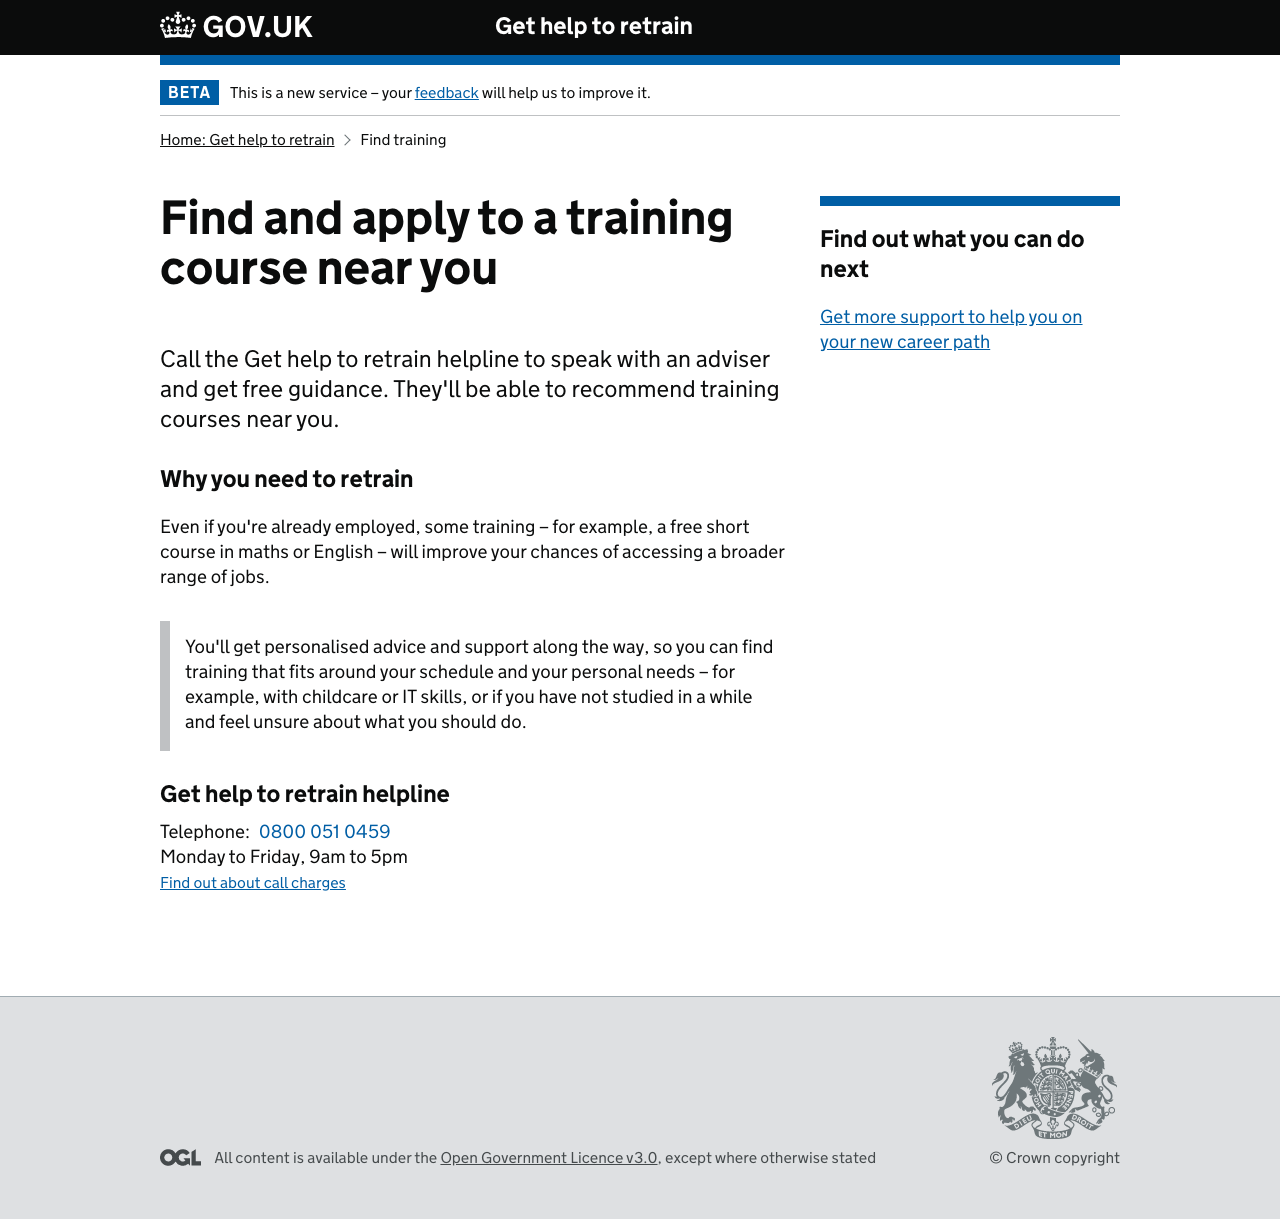 GOV.UK
Get help to retrain
BETA
This is a new service – your feedback will help us to improve it.
Home: Get help to retrain
Find training
Find and apply to a training
course near you
Call the Get help to retrain helpline to speak with an adviser
and get free guidance. They'll be able to recommend training
courses near you.
Why you need to retrain
Even if you're already employed, some training – for example, a free short
course in maths or English – will improve your chances of accessing a broader
range of jobs.
You'll get personalised advice and support along the way, so you can find
training that fits around your schedule and your personal needs – for
example, with childcare or IT skills, or if you have not studied in a while
and feel unsure about what you should do.
Get help to retrain helpline
Telephone: 0800 051 0459
Monday to Friday, 9am to 5pm
Find out about call charges
Find out what you can do
next
Get more support to help you on
your new career path
OGL
All content is available under the Open Government Licence v3.0, except where otherwise stated
DIEU
ET MON
DROIT
© Crown copyright